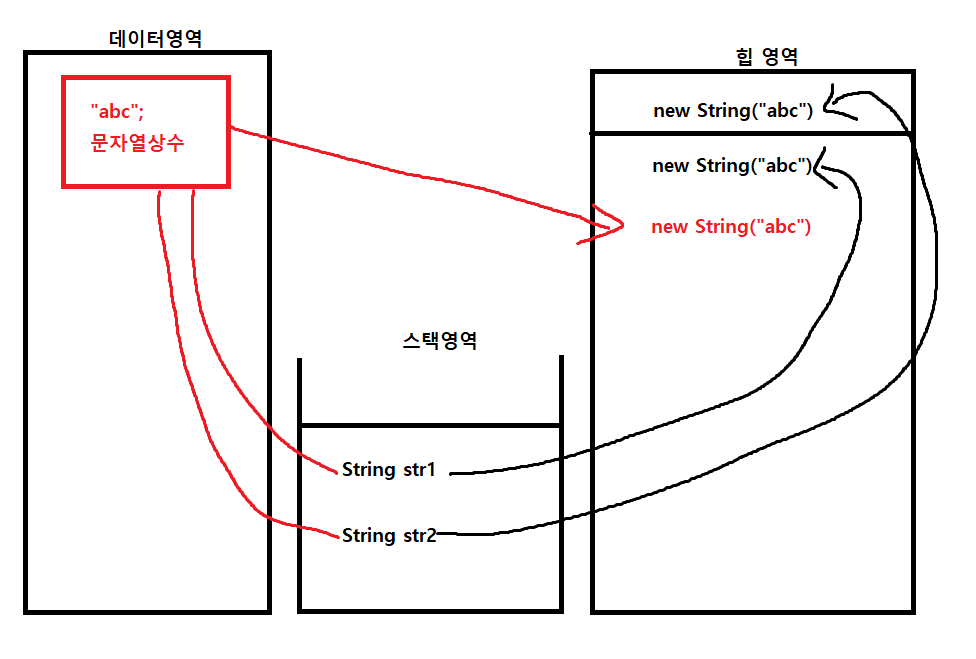 데이터영역
"abc";
문자열상수
스택영역
String str1
String str2
힙 영역
new String("abc")
new String("abc")
new String("abc")